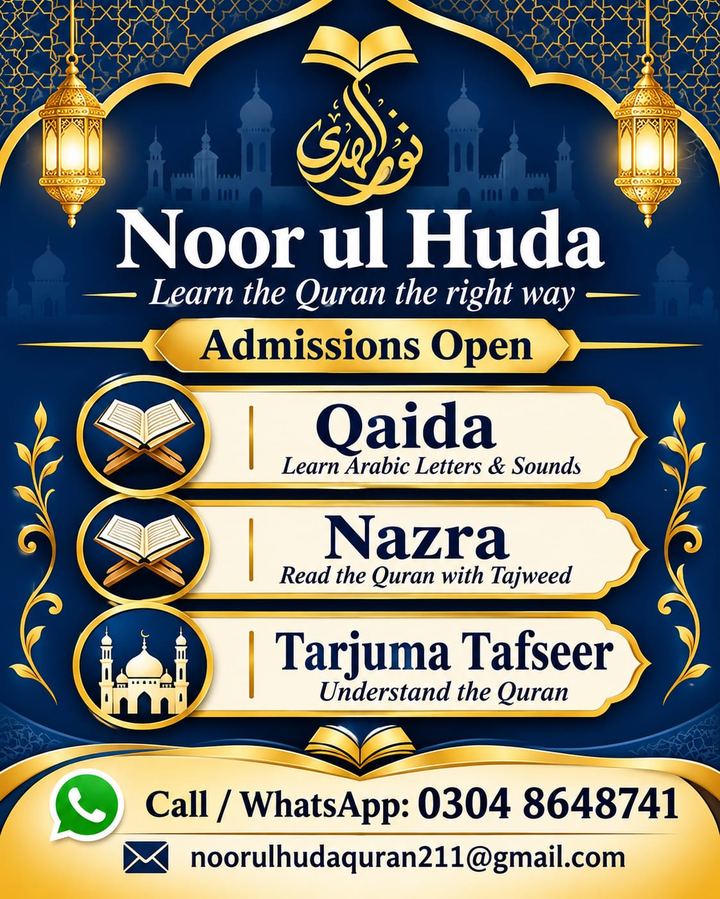 نور الهدى
Noor ul Huda
Learn the Quran the right way
Admissions Open
Qaida
Learn Arabic Letters & Sounds
Nazra
Read the Quran with Tajweed
Tarjuma Tafseer
Understand the Quran
Call / WhatsApp: 0304 8648741
noorulhudaquran211@gmail.com